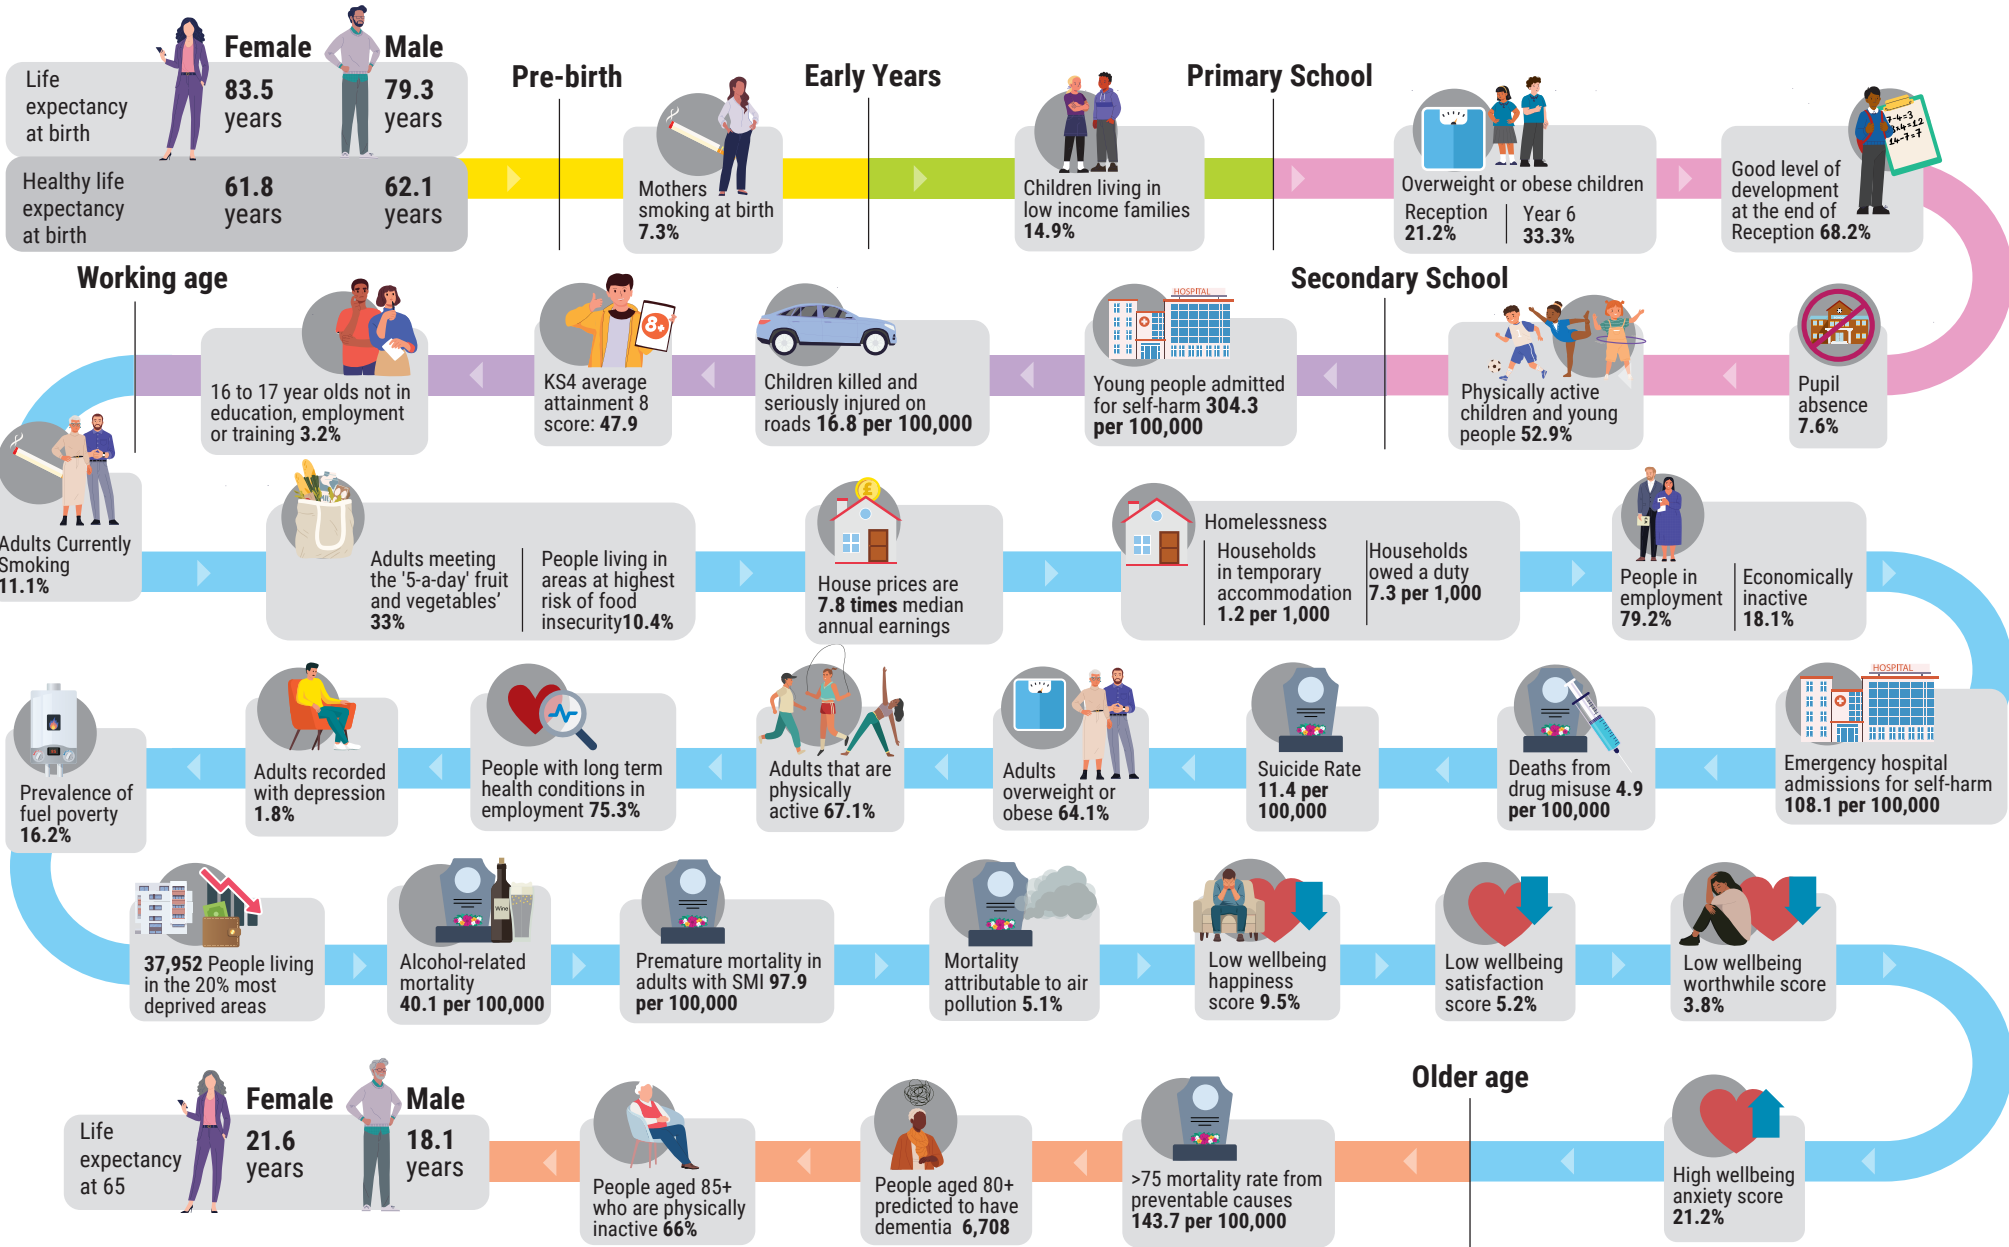 Female
Male
Life
expectancy
at birth
83.5
years
79.3
years
Healthy life
expectancy
at birth
61.8
years
62.1
years
Pre-birth
Mothers
smoking at birth
7.3%
Early Years
Children living in
low income families
14.9%
Primary School
Overweight or obese children
Reception
21.2%
Year 6
33.3%
7-4=3
3x4=12
14-7=7
Good level of
development
at the end of
Reception 68.2%
Pupil
absence
7.6%
Physically active
children and young
people 52.9%
Secondary School
HOSPITAL
Young people admitted
for self-harm 304.3
per 100,000
Children killed and
seriously injured on
roads 16.8 per 100,000
8+
KS4 average
attainment 8
score: 47.9
16 to 17 year olds not in
education, employment
or training 3.2%
Working age
Adults Currently
Smoking
11.1%
Adults meeting
the '5-a-day' fruit
and vegetables’
33%
People living in
areas at highest
risk of food
insecurity10.4%
House prices are
7.8 times median
annual earnings
Homelessness
Households
in temporary
accommodation
1.2 per 1,000
Households
owed a duty
7.3 per 1,000
People in
employment
79.2%
Economically
inactive
18.1%
HOSPITAL
Emergency hospital
admissions for self-harm
108.1 per 100,000
Deaths from
drug misuse 4.9
per 100,000
Suicide Rate
11.4 per
100,000
Adults
overweight or
obese 64.1%
Adults that are
physically
active 67.1%
People with long term
health conditions in
employment 75.3%
Adults recorded
with depression
1.8%
Prevalence of
fuel poverty
16.2%
37,952 People living
in the 20% most
deprived areas
Wine
Alcohol-related
mortality
40.1 per 100,000
Premature mortality in
adults with SMI 97.9
per 100,000
Mortality
attributable to air
pollution 5.1%
Low wellbeing
happiness
score 9.5%
Low wellbeing
satisfaction
score 5.2%
Low wellbeing
worthwhile score
3.8%
High wellbeing
anxiety score
21.2%
Older age
>75 mortality rate from
preventable causes
143.7 per 100,000
People aged 80+
predicted to have
dementia 6,708
People aged 85+
who are physically
inactive 66%
Female
Male
Life
expectancy
at 65
21.6
years
18.1
years